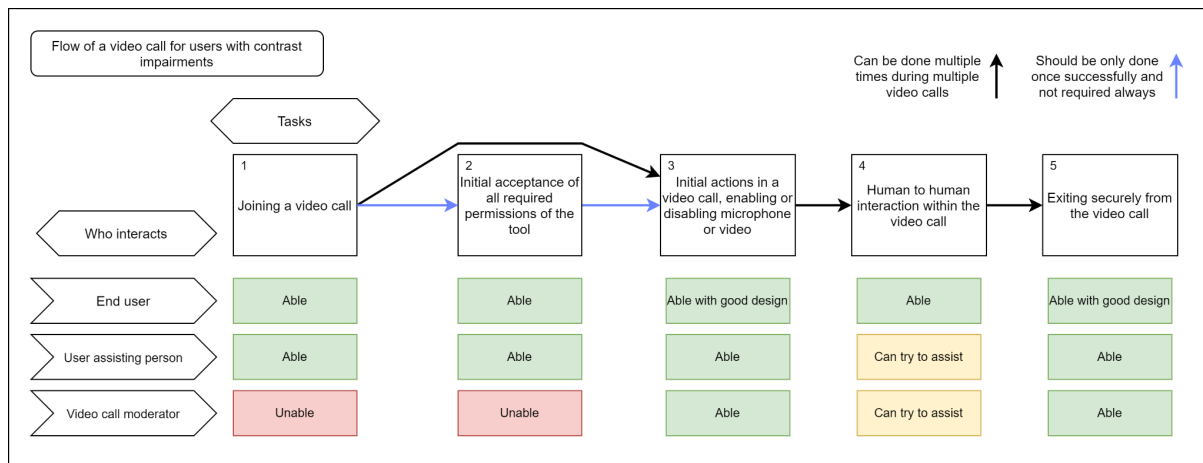 Flow of a video call for users with contrast
impairments
Can be done multiple
times during multiple
video calls
Should be only done
once successfully and
not required always
Tasks
1
Joining a video call
2
Initial acceptance of
all required
permissions of the
tool
3
Initial actions in a
video call, enabling or
disabling microphone
or video
4
Human to human
interaction within the
video call
5
Exiting securely from
the video call
Who interacts
End user
Able
Able
Able with good design
Able
Able with good design
User assisting person
Able
Able
Able
Can try to assist
Able
Video call moderator
Unable
Unable
Able
Can try to assist
Able